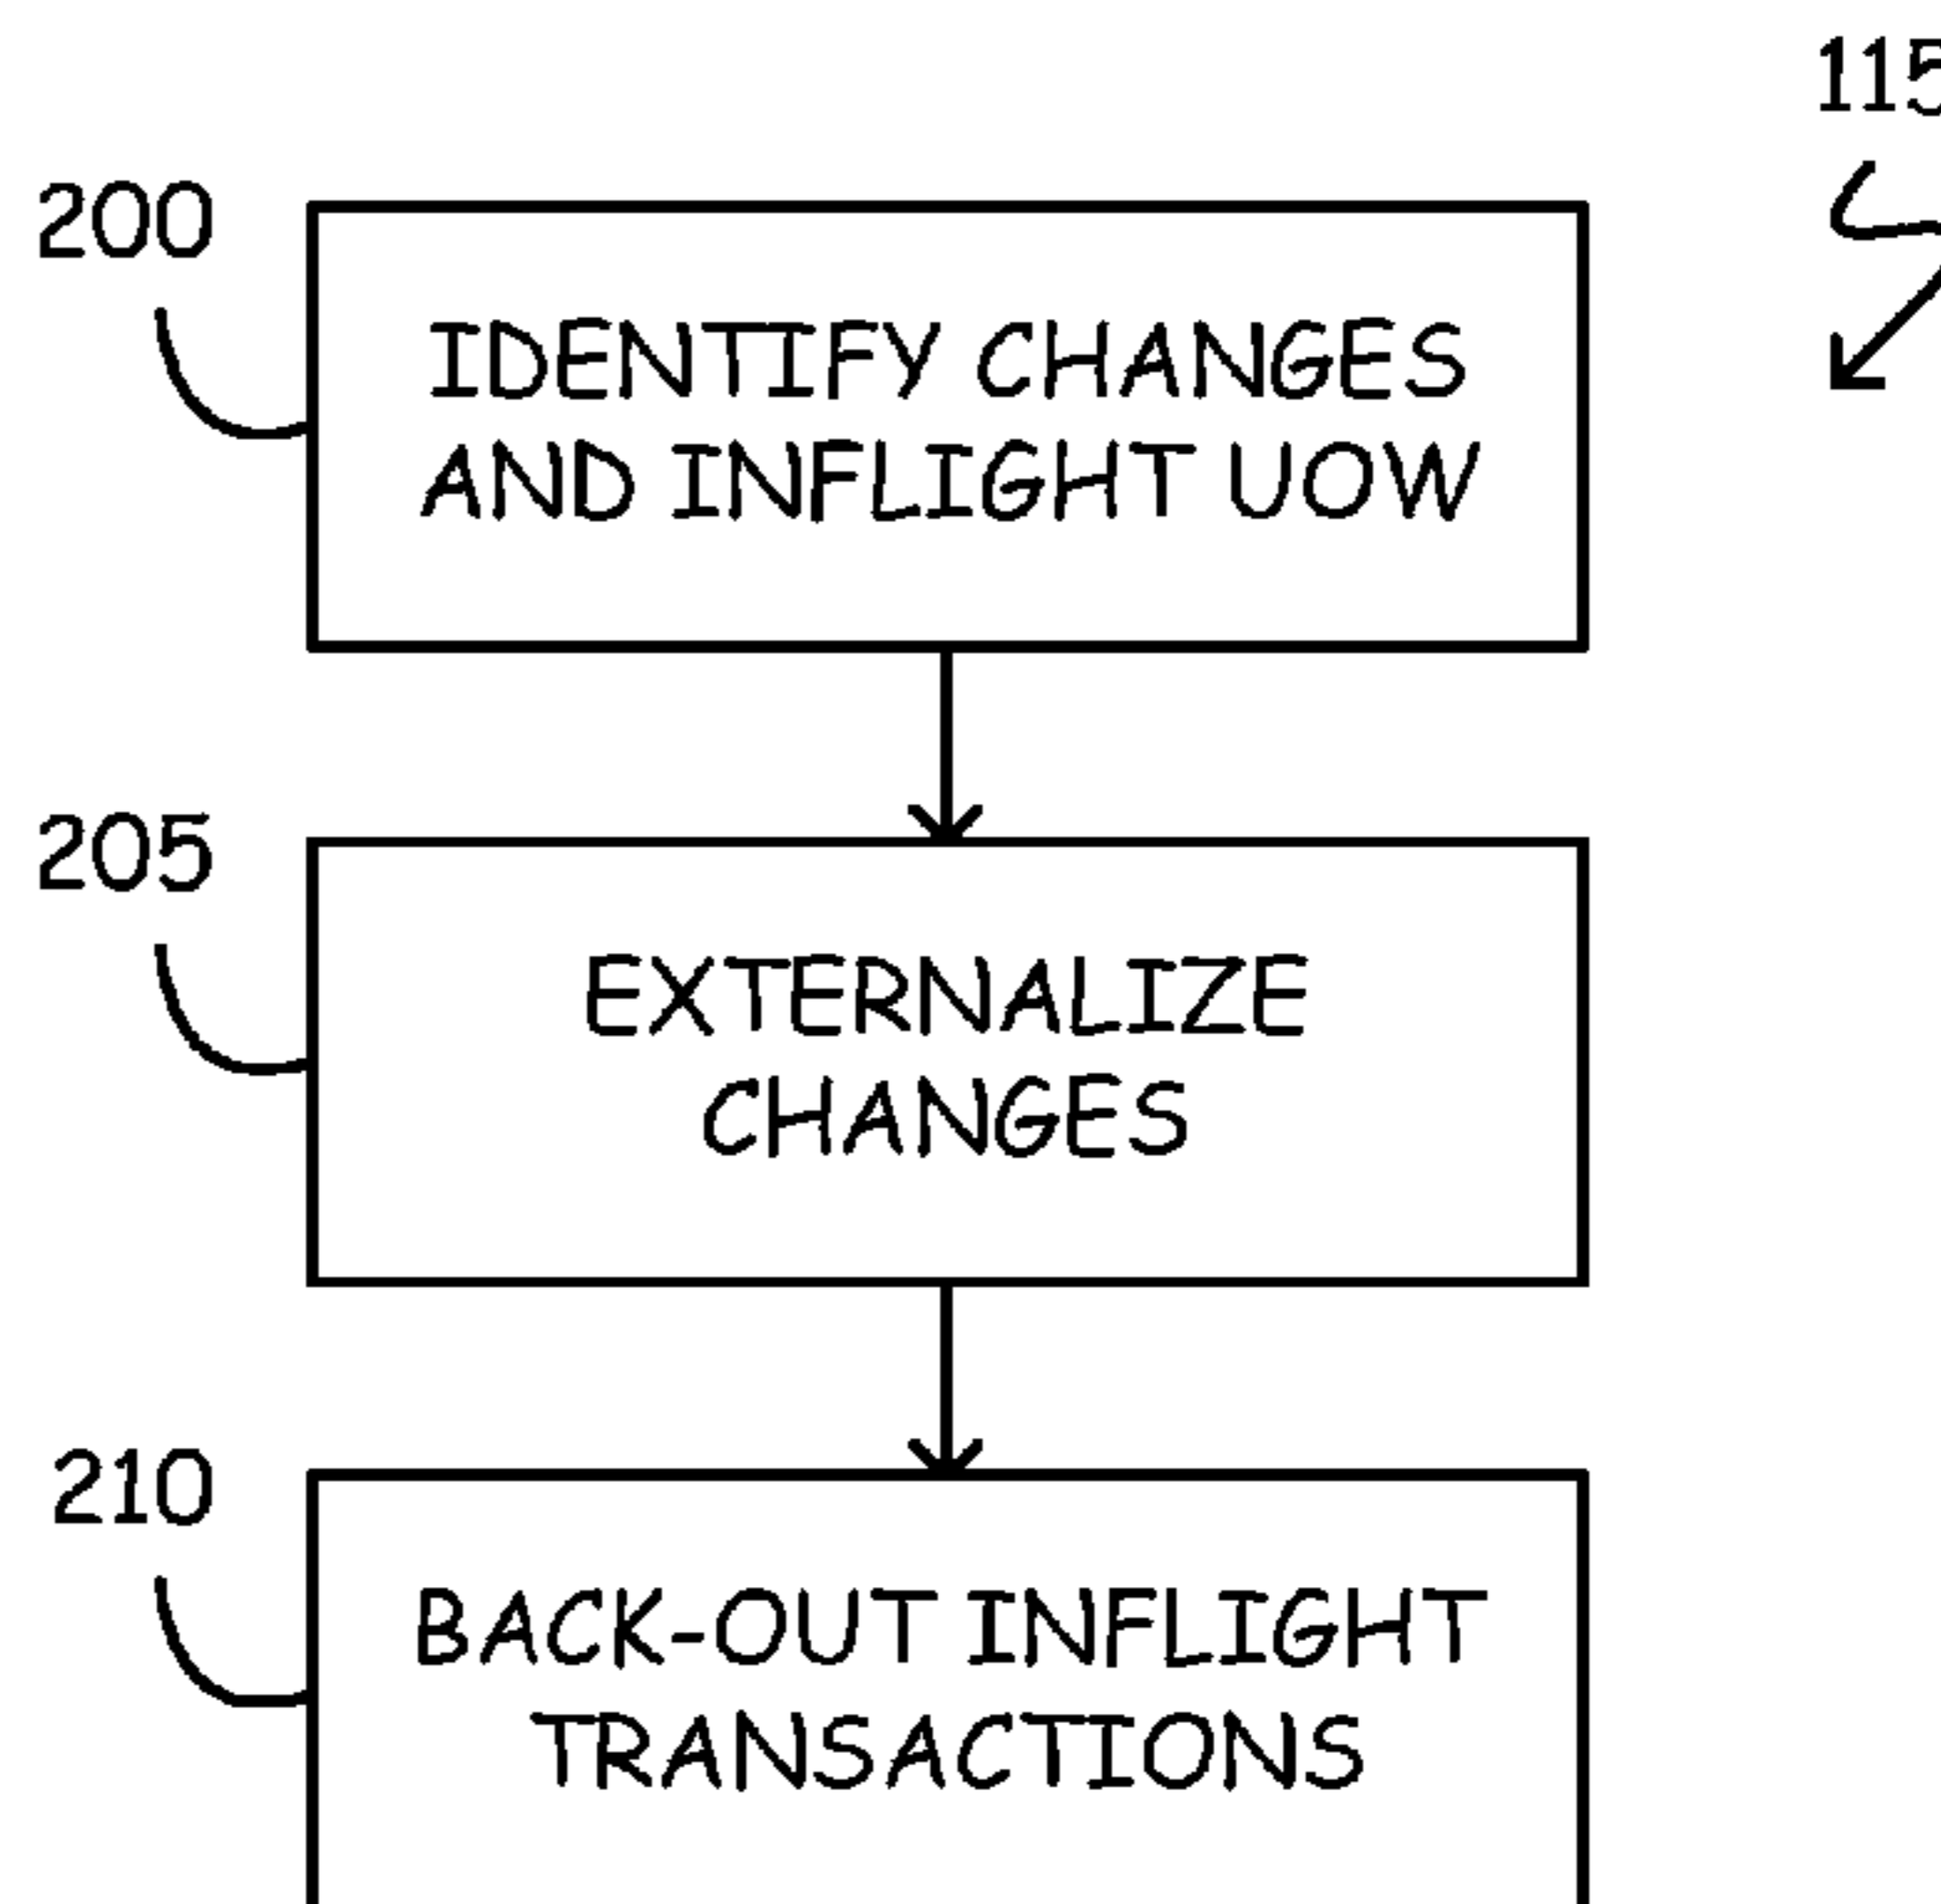 115
200
IDENTIFY CHANGES
AND INFLIGHT UOW
205
EXTERNALIZE
CHANGES
210
BACK-OUT INFLIGHT
TRANSACTIONS